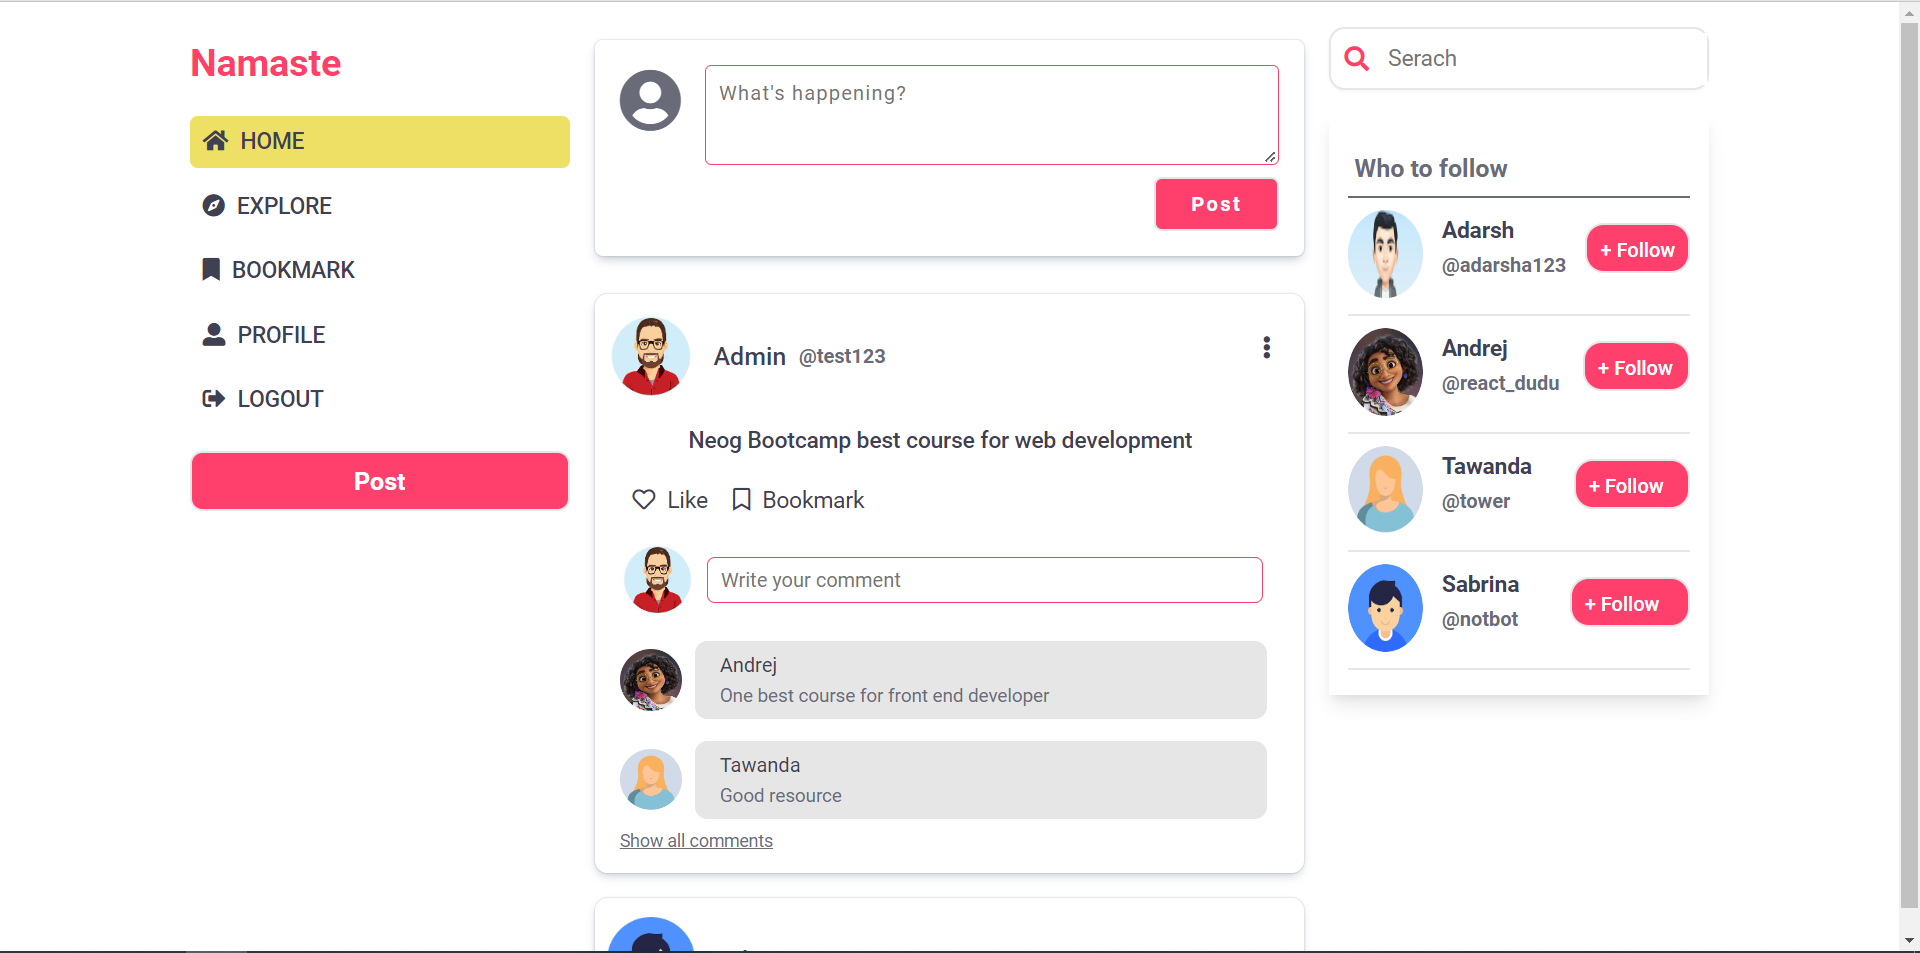 Namaste
HOME
EXPLORE
BOOKMARK
PROFILE
LOGOUT
Post
What's happening?
Post
Admin @test123
Neog Bootcamp best course for web development
Like Bookmark
Write your comment
Andrej
One best course for front end developer
Tawanda
Good resource
Show all comments
Serach
Who to follow
Adarsh
@adarsha123
+ Follow
Andrej
@react_dudu
+ Follow
Tawanda
@tower
+ Follow
Sabrina
@notbot
+ Follow